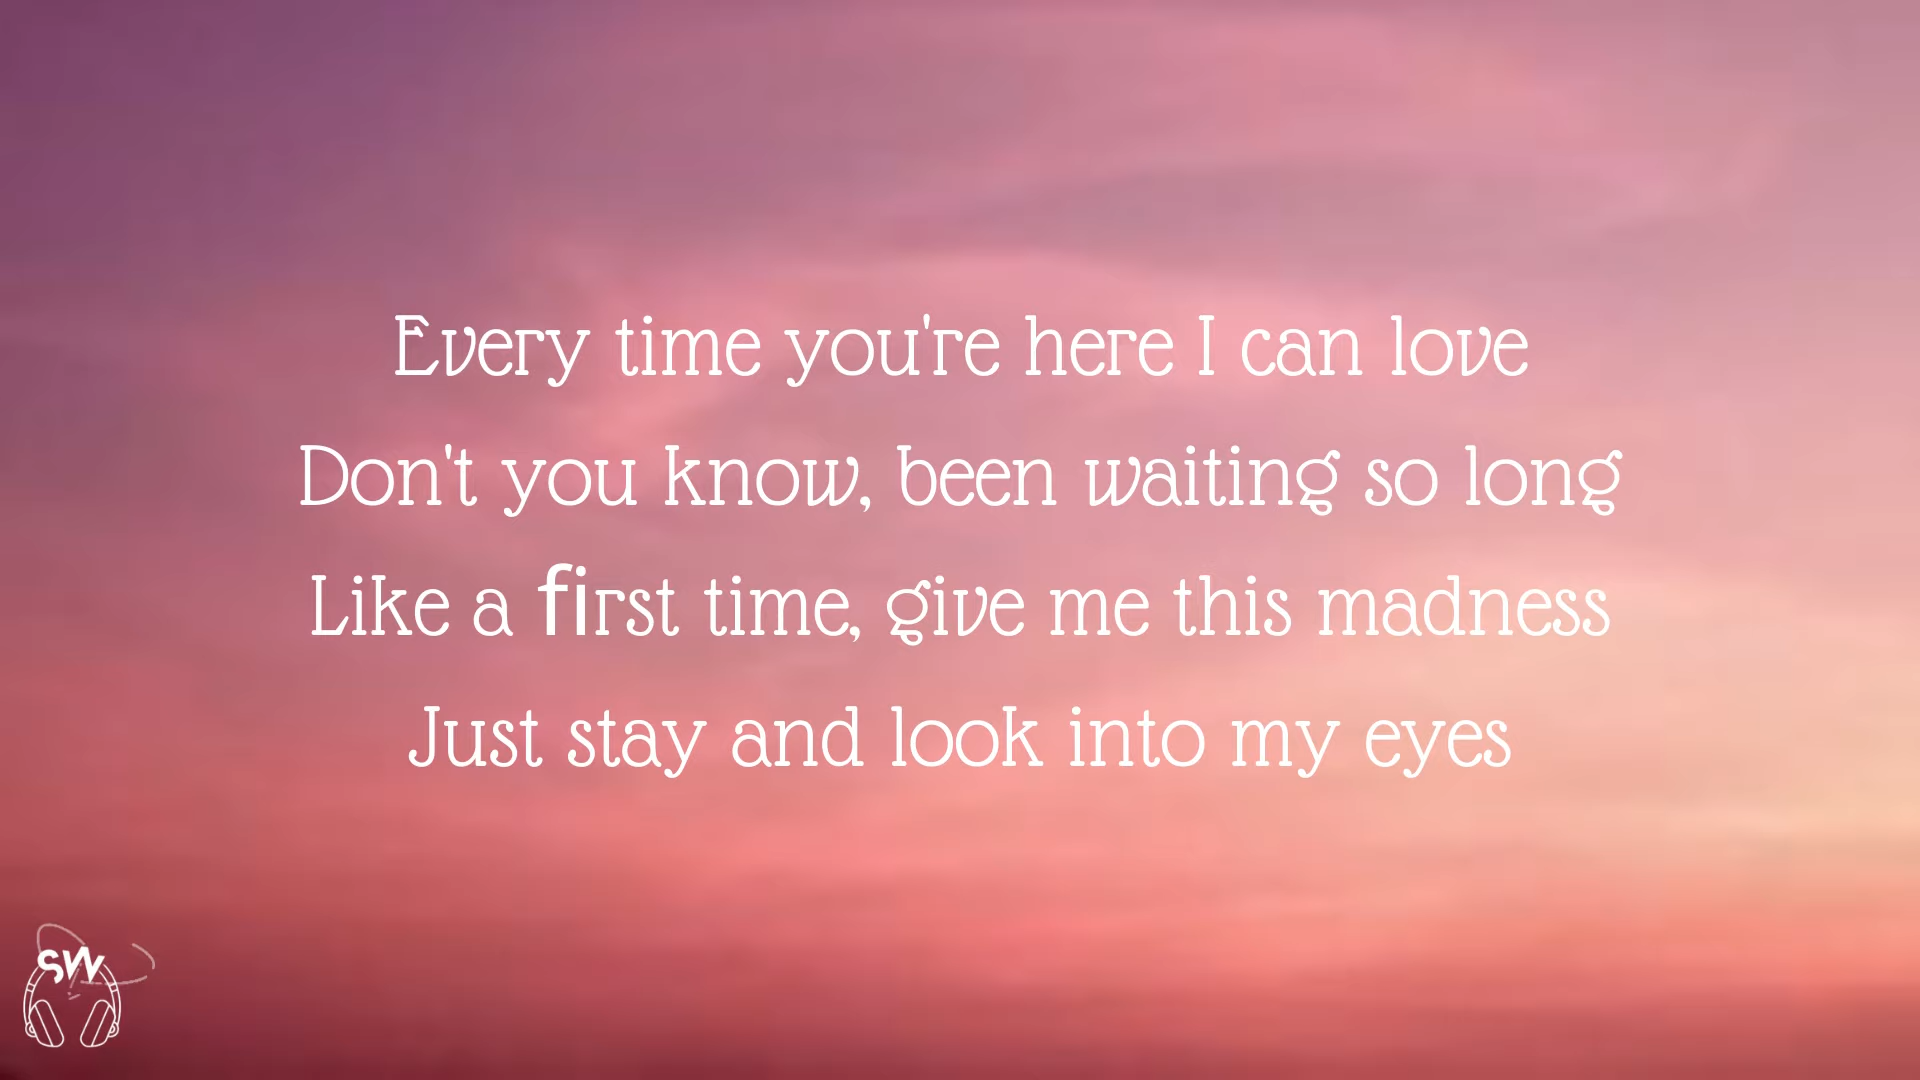 Every time you're here I can love
Don't you know, been waiting so long
Like a first time, give me this madness
Just stay and look into my eyes
SW